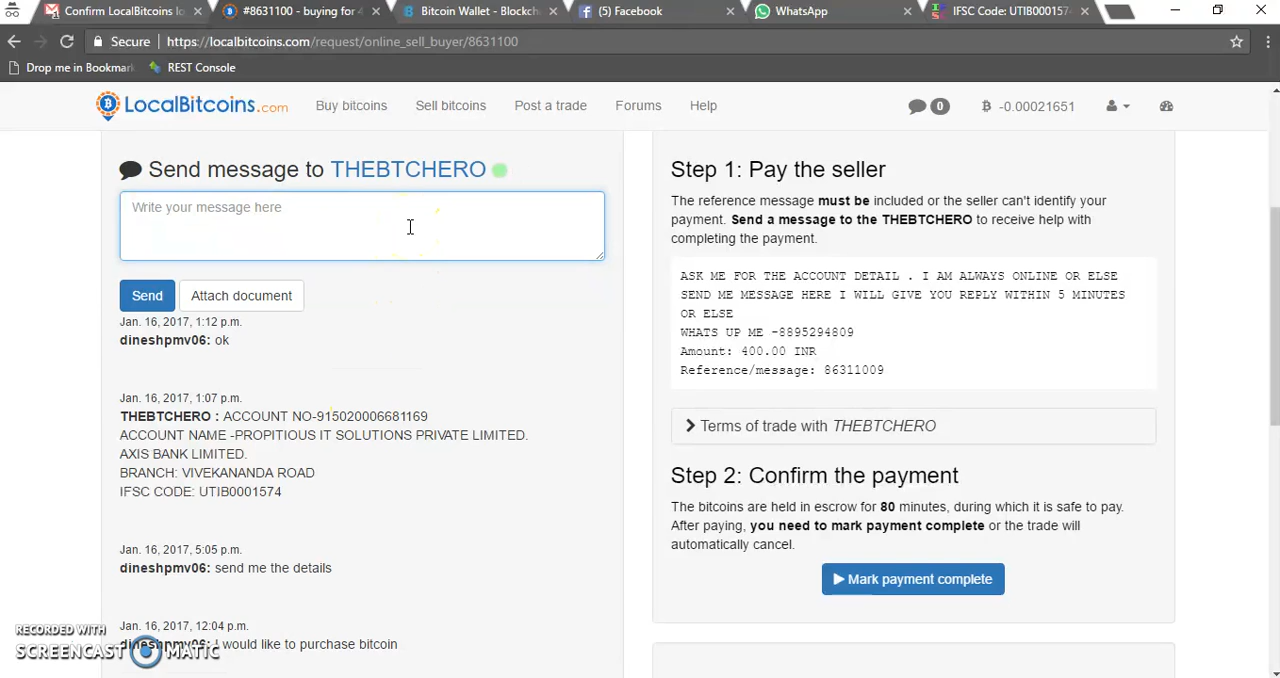 Confirm LocalBitcoins lo
#8631100 - buying for 4
Bitcoin Wallet - Blockch
(5) Facebook
WhatsApp
IFSC Code: UTIB0001574
Secure | https://localbitcoins.com/request/online_sell_buyer/8631100
Drop me in Bookmark
REST Console
LocalBitcoins.com
Buy bitcoins
Sell bitcoins
Post a trade
Forums
Help
0
-0.00021651
Send message to THEBTCHERO
Write your message here
Send
Attach document
Jan. 16, 2017, 1:12 p.m.
dineshpmv06: ok
Jan. 16, 2017, 1:07 p.m.
THEBTCHERO : ACCOUNT NO-915020006681169
ACCOUNT NAME -PROPITIOUS IT SOLUTIONS PRIVATE LIMITED.
AXIS BANK LIMITED.
BRANCH: VIVEKANANDA ROAD
IFSC CODE: UTIB0001574
Jan. 16, 2017, 5:05 p.m.
dineshpmv06: send me the details
Jan. 16, 2017, 12:04 p.m.
dineshpmv06: I would like to purchase bitcoin
RECORDED WITH
SCREENCAST MATIC
Step 1: Pay the seller
The reference message must be included or the seller can't identify your
payment. Send a message to the THEBTCHERO to receive help with
completing the payment.
ASK ME FOR THE ACCOUNT DETAIL . I AM ALWAYS ONLINE OR ELSE
SEND ME MESSAGE HERE I WILL GIVE YOU REPLY WITHIN 5 MINUTES
OR ELSE
WHATS UP ME -8895294809
Amount: 400.00 INR
Reference/message: 86311009
Terms of trade with THEBTCHERO
Step 2: Confirm the payment
The bitcoins are held in escrow for 80 minutes, during which it is safe to pay.
After paying, you need to mark payment complete or the trade will
automatically cancel.
Mark payment complete